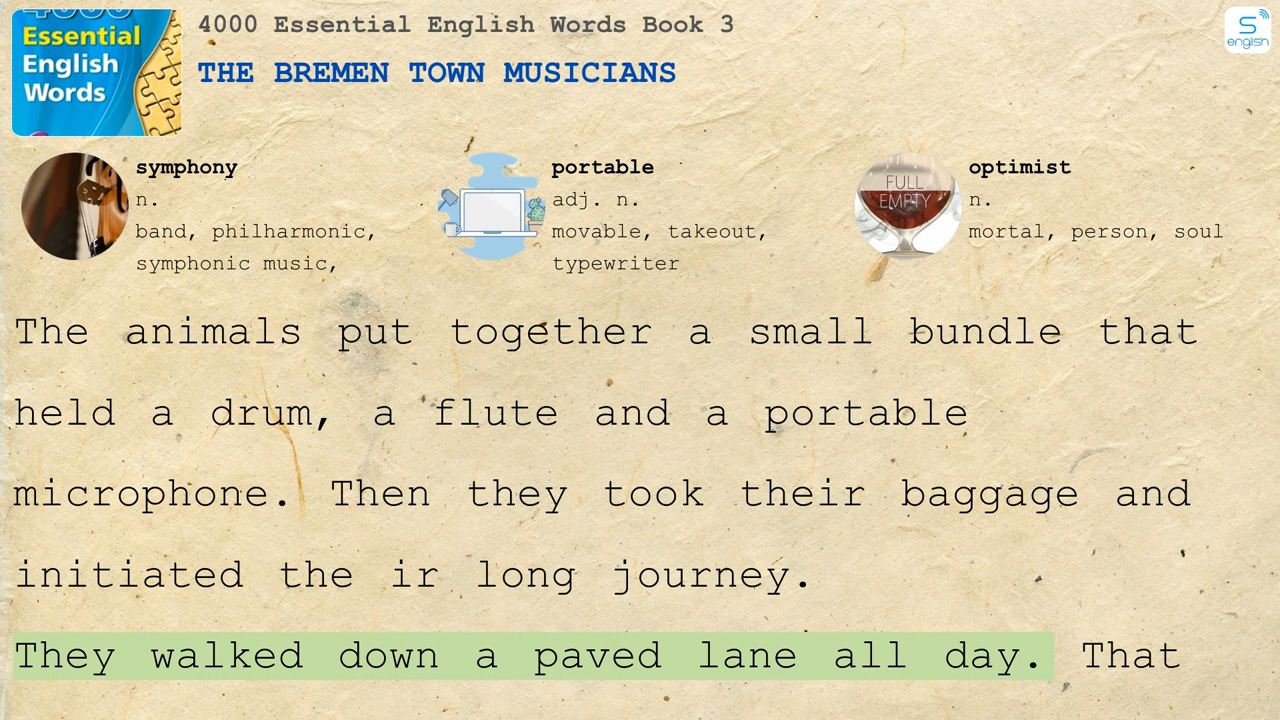 4000
Essential
English
Words
4000 Essential English Words Book 3
THE BREMEN TOWN MUSICIANS
S
english
symphony
n.
band, philharmonic,
symphonic music,
portable
adj. n.
movable, takeout,
typewriter
FULL
EMPTY
optimist
n.
mortal, person, soul
The animals put together a small bundle that
held a drum, a flute and a portable
microphone. Then they took their baggage and
initiated the ir long journey.
They walked down a paved lane all day. That